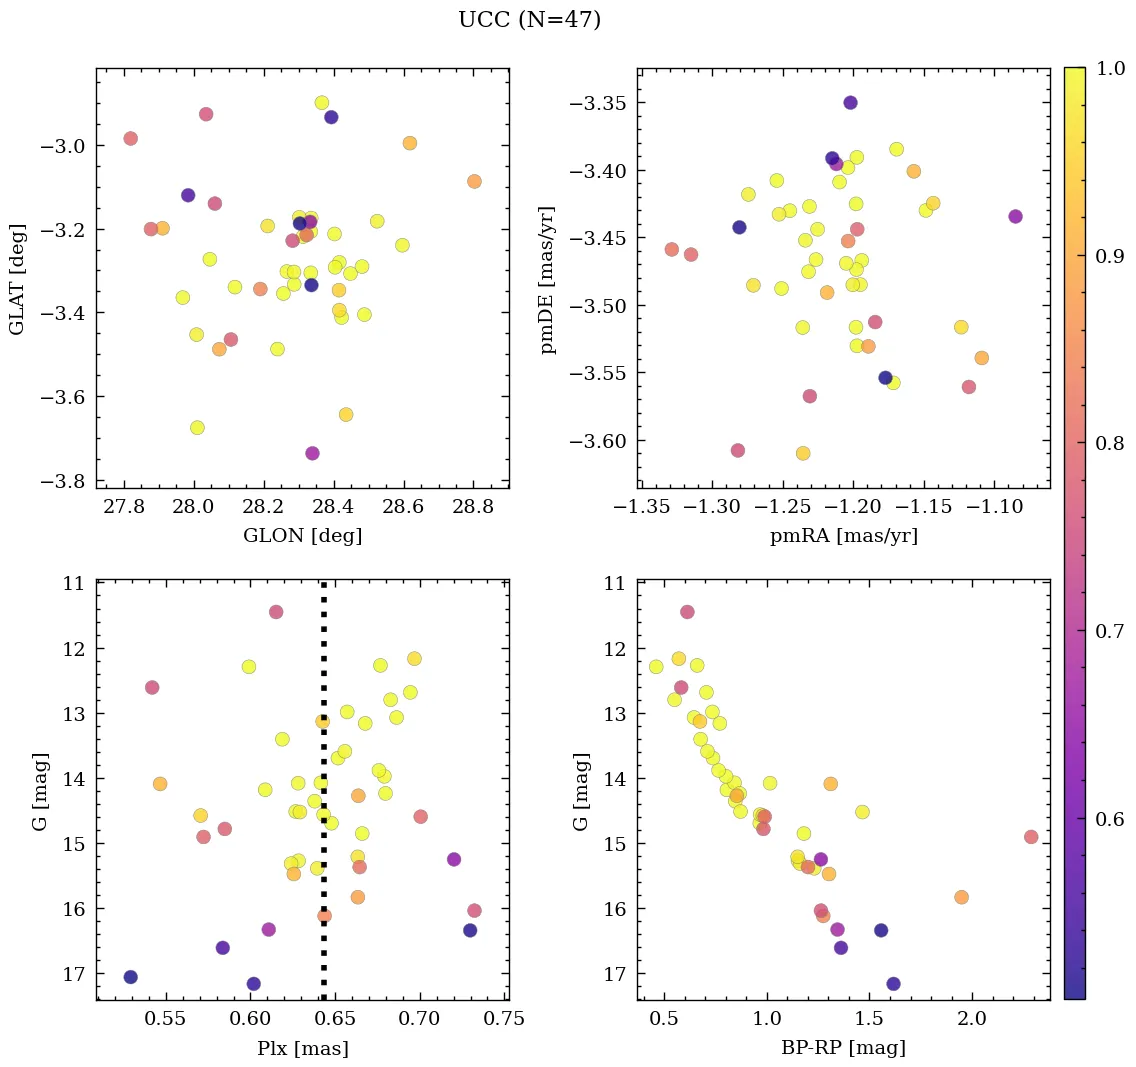 UCC (N=47)
−3.0
−3.2
−3.4
−3.6
−3.8
GLAT [deg]
27.8 28.0 28.2 28.4 28.6 28.8
GLON [deg]
−3.35
−3.40
−3.45
−3.50
−3.55
−3.60
pmDE [mas/yr]
−1.35 −1.30 −1.25 −1.20 −1.15 −1.10
pmRA [mas/yr]
1.0
0.9
0.8
0.7
0.6
11
12
13
14
15
16
17
G [mag]
0.55 0.60 0.65 0.70 0.75
Plx [mas]
11
12
13
14
15
16
17
G [mag]
0.5 1.0 1.5 2.0
BP-RP [mag]